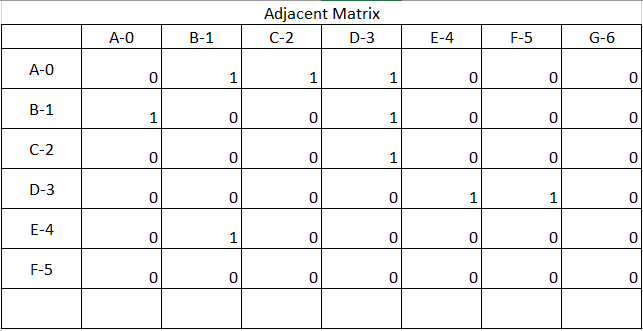 Adjacent Matrix
A-0 B-1 C-2 D-3 E-4 F-5 G-6
A-0 0 1 1 1 0 0 0
B-1 1 0 0 1 0 0 0
C-2 0 0 0 1 0 0 0
D-3 0 0 0 0 1 1 0
E-4 0 1 0 0 0 0 0
F-5 0 0 0 0 0 0 0